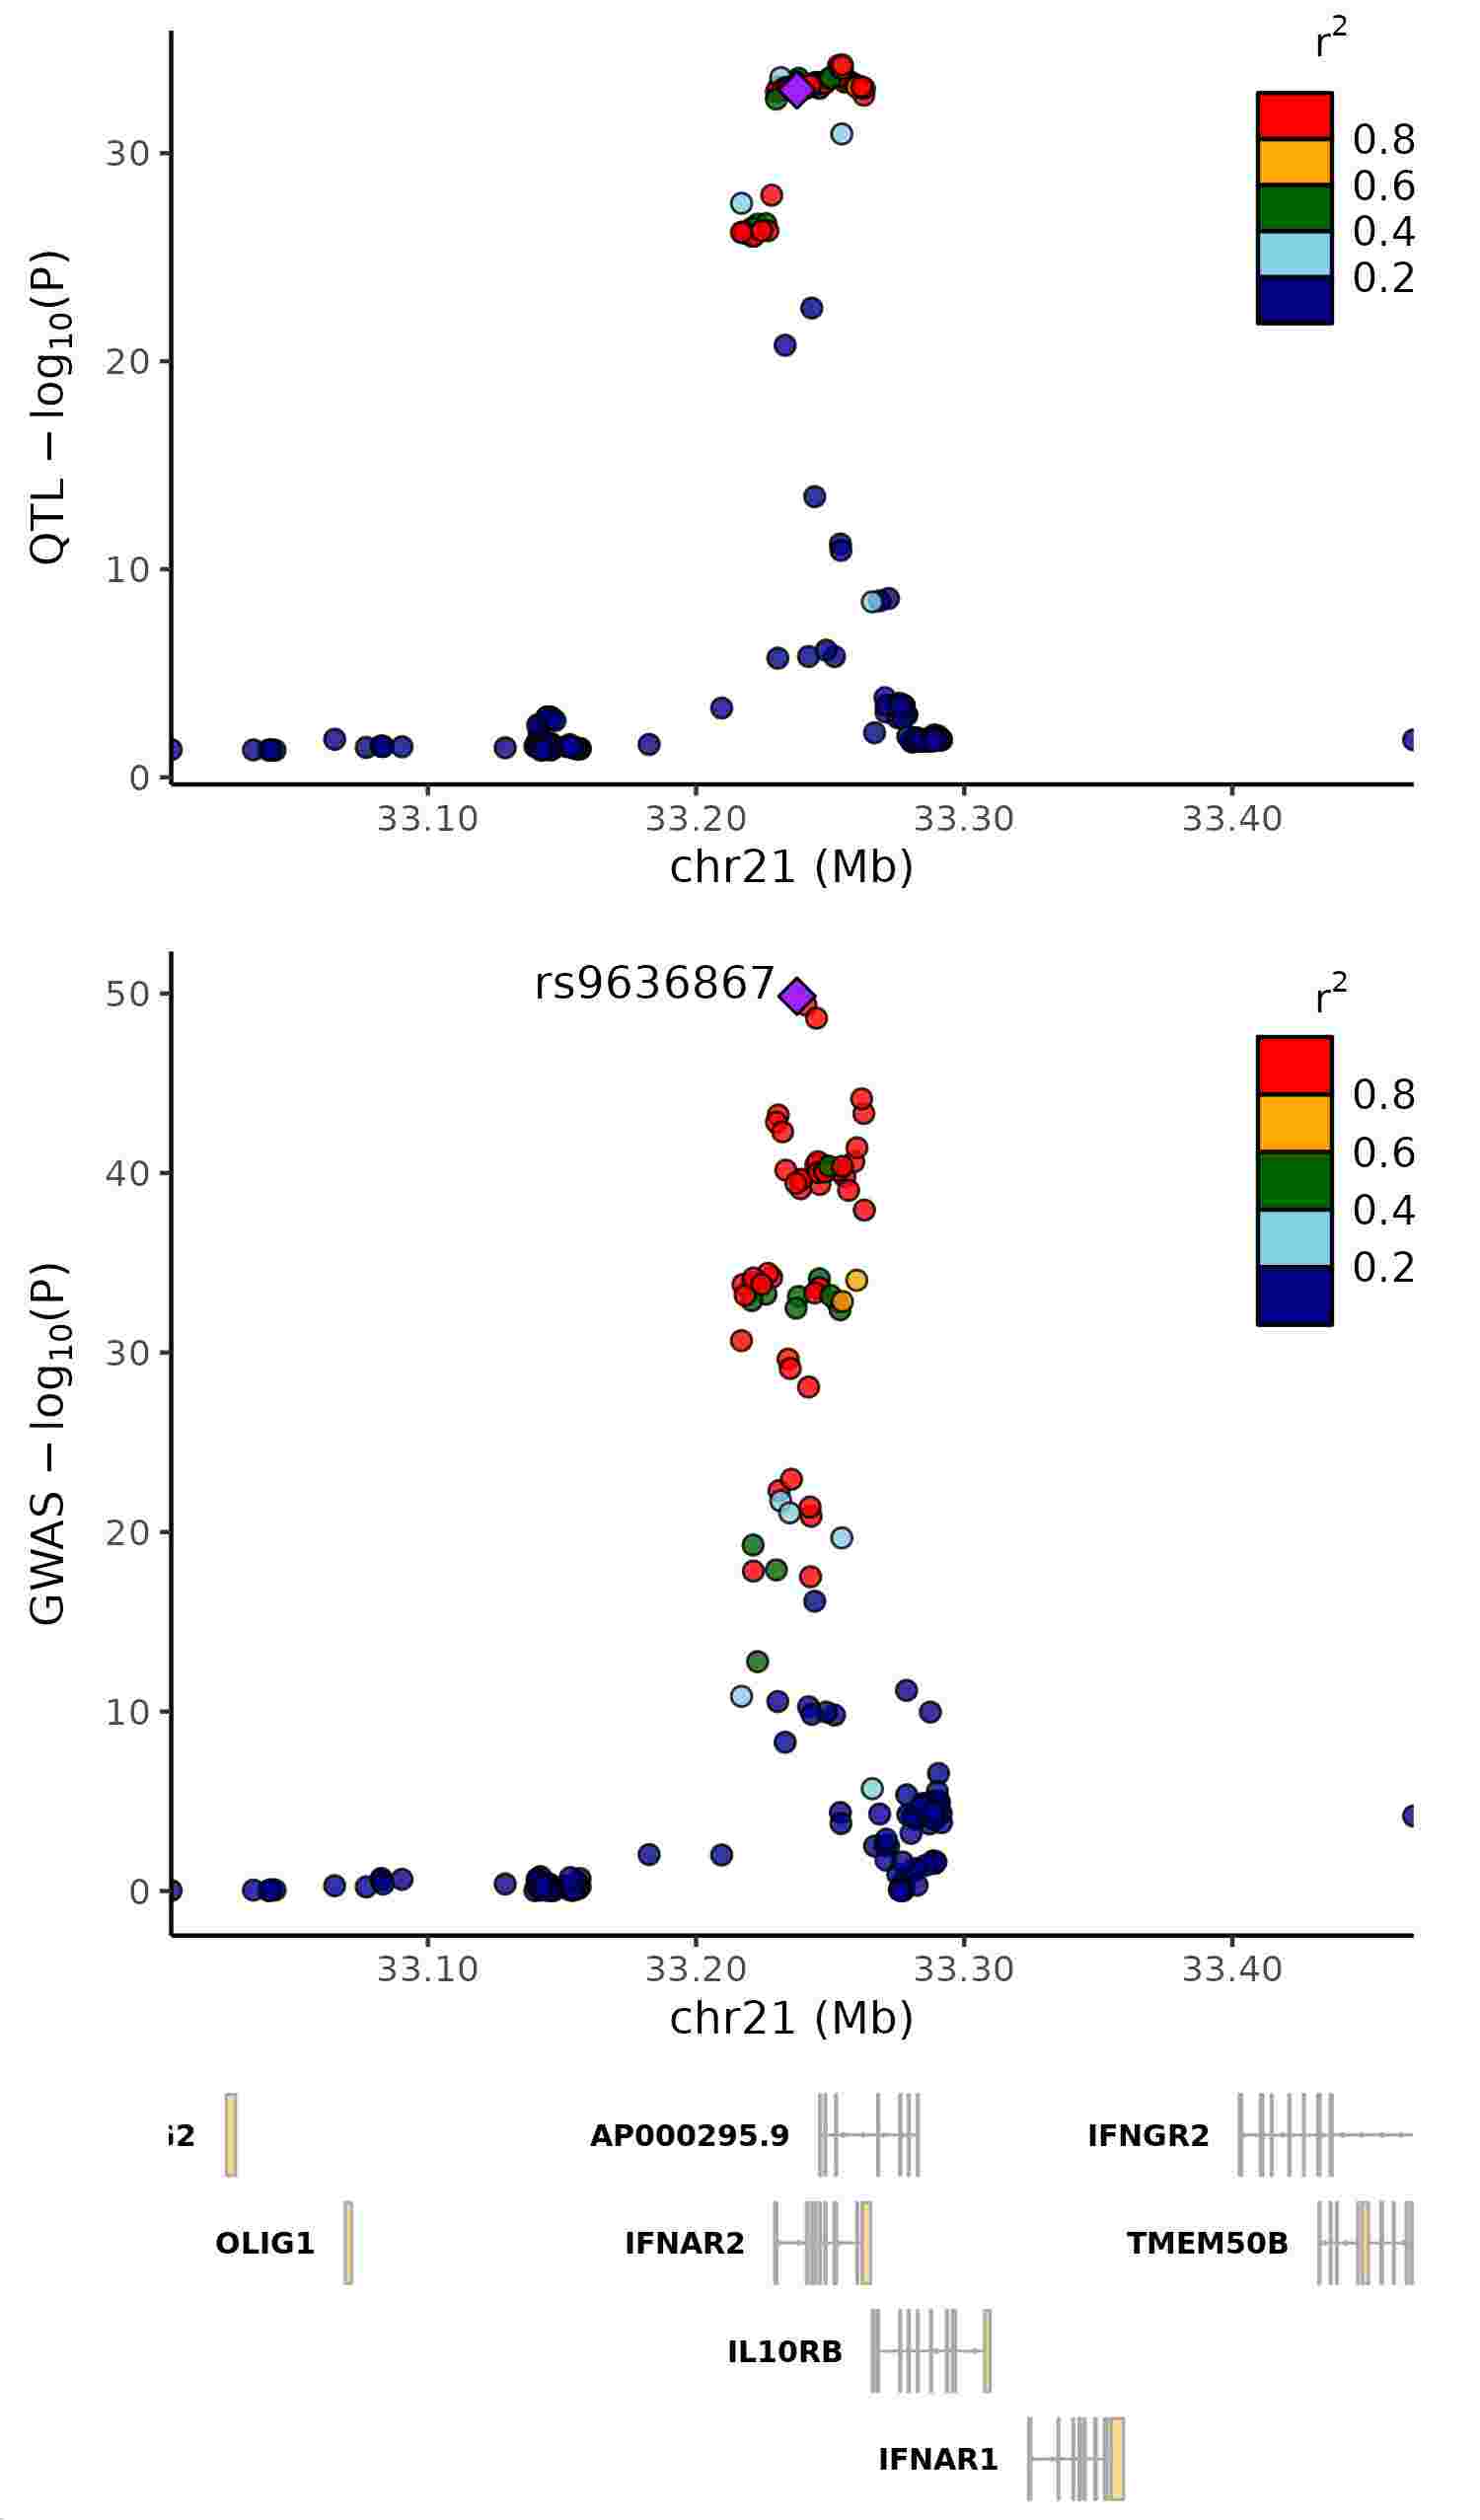 r2
0.8
0.6
0.4
0.2
QTL −log10(P)
30
20
10
0
33.10 33.20 33.30 33.40
chr21 (Mb)
rs9636867
r2
0.8
0.6
0.4
0.2
GWAS −log10(P)
50
40
30
20
10
0
33.10 33.20 33.30 33.40
chr21 (Mb)
2 AP000295.9 IFNGR2
OLIG1 IFNAR2 TMEM50B
IL10RB
IFNAR1